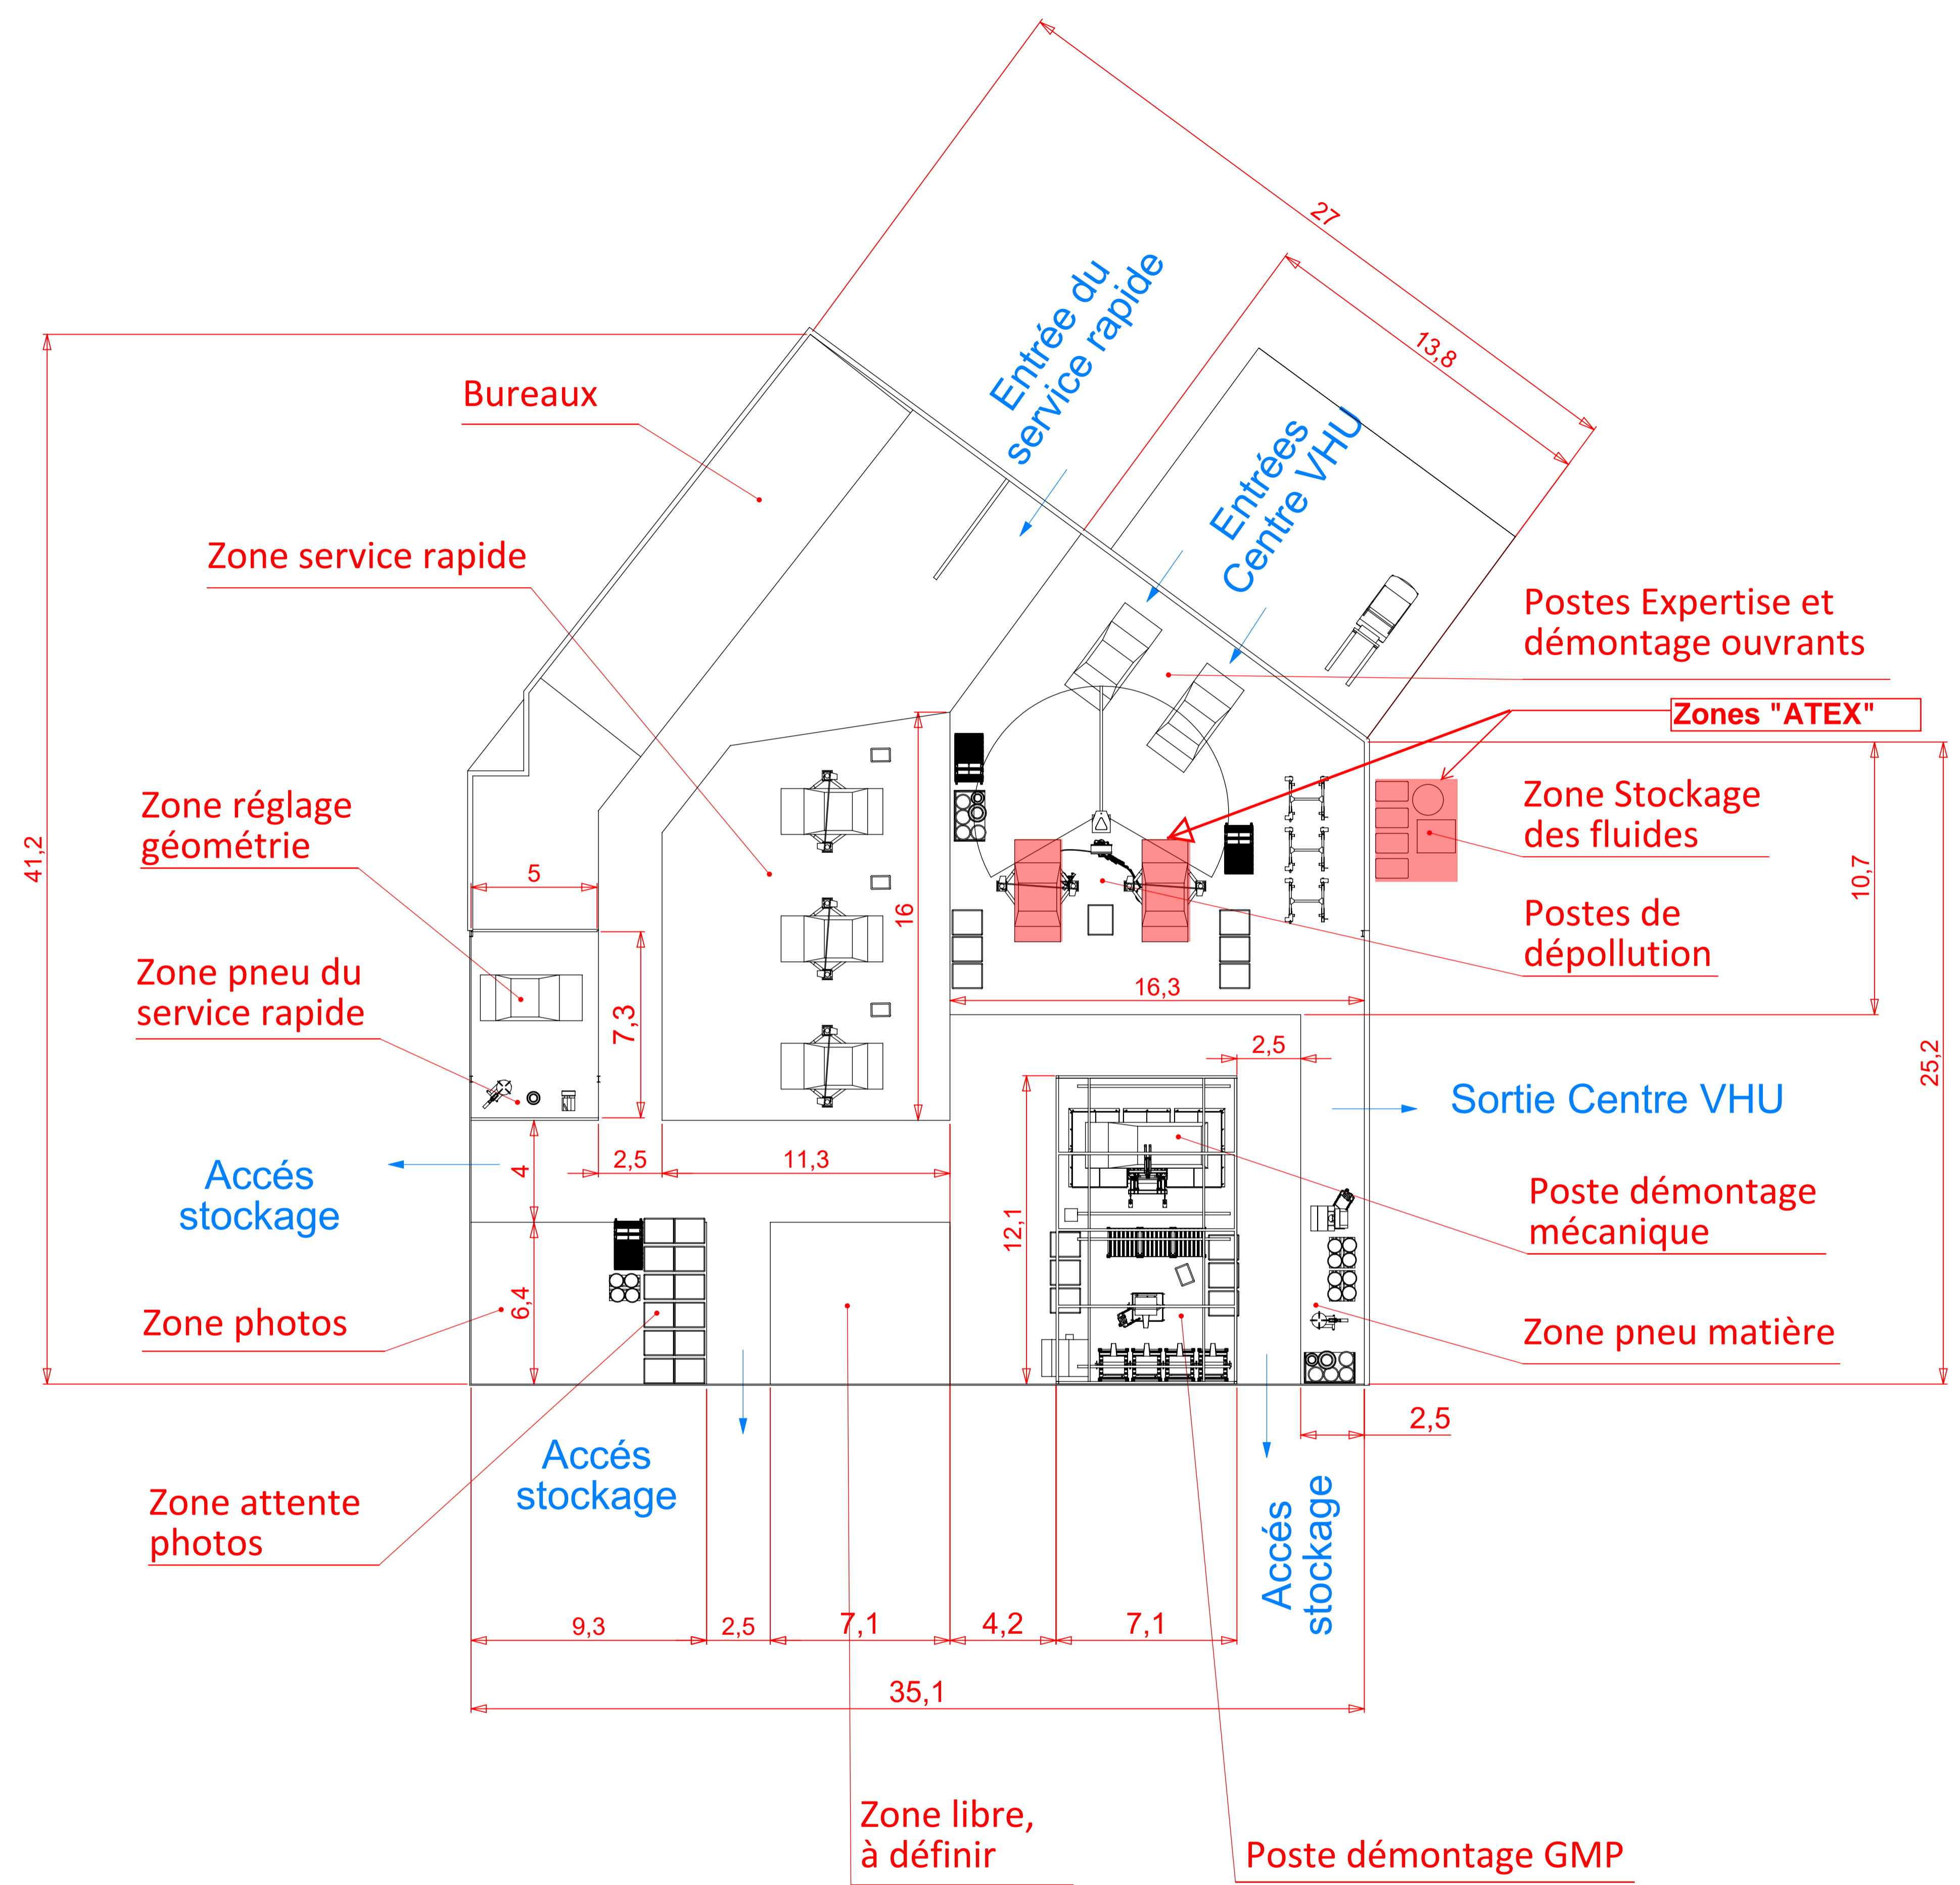 27
13,8
Entrée du
service rapide
Entrées
Centre VHU
Bureaux
Zone service rapide
Postes Expertise et
démontage ouvrants
Zones "ATEX"
Zone Stockage
des fluides
Zone réglage
géométrie
41,2
5
16
10,7
Postes de
dépollution
Zone pneu du
service rapide
7,3
16,3
2,5
25,2
Sortie Centre VHU
Accés
stockage
4
2,5
11,3
12,1
Poste démontage
mécanique
6,4
Zone photos
Zone pneu matière
2,5
Accés
stockage
Accés
stockage
Zone attente
photos
9,3
2,5
7,1
4,2
7,1
35,1
Zone libre,
à définir
Poste démontage GMP